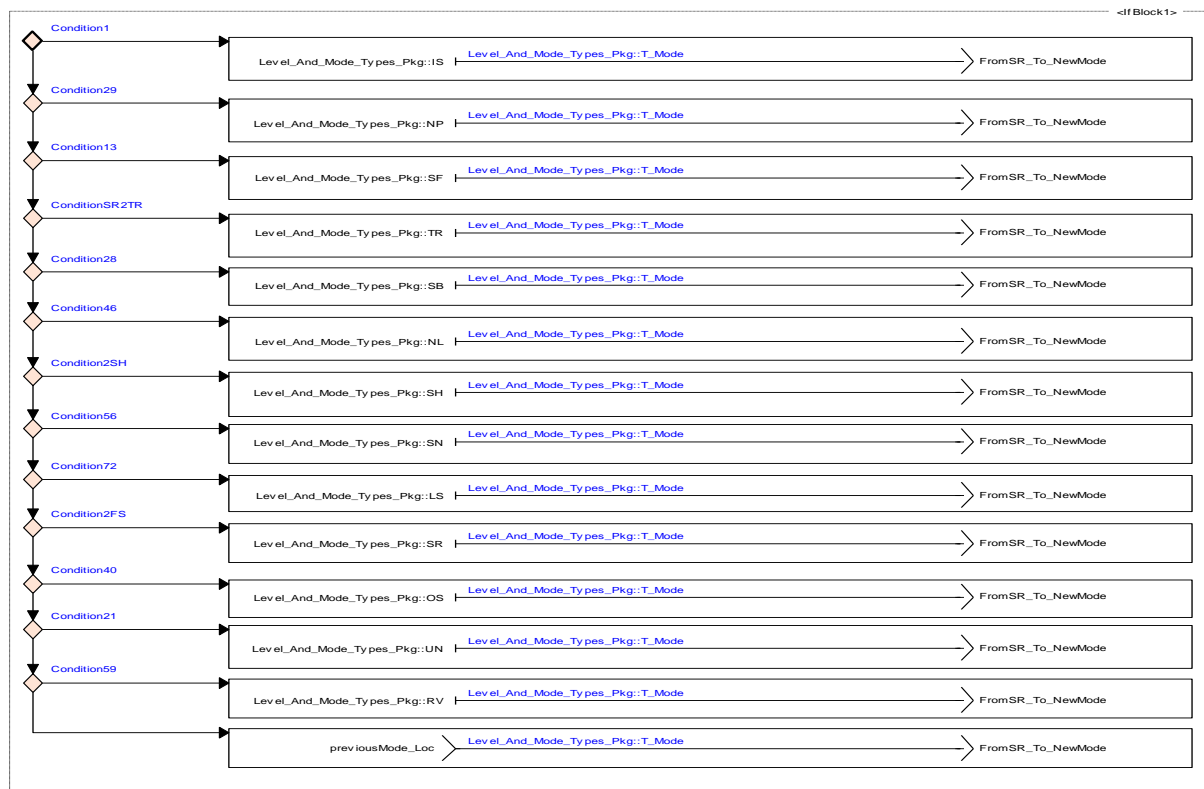 <If Block1>
Condition1
Level_And_Mode_Types_Pkg::IS Level_And_Mode_Types_Pkg::T_Mode FromSR_To_NewMode
Condition29
Level_And_Mode_Types_Pkg::NP Level_And_Mode_Types_Pkg::T_Mode FromSR_To_NewMode
Condition13
Level_And_Mode_Types_Pkg::SF Level_And_Mode_Types_Pkg::T_Mode FromSR_To_NewMode
ConditionSR2TR
Level_And_Mode_Types_Pkg::TR Level_And_Mode_Types_Pkg::T_Mode FromSR_To_NewMode
Condition28
Level_And_Mode_Types_Pkg::SB Level_And_Mode_Types_Pkg::T_Mode FromSR_To_NewMode
Condition46
Level_And_Mode_Types_Pkg::NL Level_And_Mode_Types_Pkg::T_Mode FromSR_To_NewMode
Condition2SH
Level_And_Mode_Types_Pkg::SH Level_And_Mode_Types_Pkg::T_Mode FromSR_To_NewMode
Condition56
Level_And_Mode_Types_Pkg::SN Level_And_Mode_Types_Pkg::T_Mode FromSR_To_NewMode
Condition72
Level_And_Mode_Types_Pkg::LS Level_And_Mode_Types_Pkg::T_Mode FromSR_To_NewMode
Condition2FS
Level_And_Mode_Types_Pkg::SR Level_And_Mode_Types_Pkg::T_Mode FromSR_To_NewMode
Condition40
Level_And_Mode_Types_Pkg::OS Level_And_Mode_Types_Pkg::T_Mode FromSR_To_NewMode
Condition21
Level_And_Mode_Types_Pkg::UN Level_And_Mode_Types_Pkg::T_Mode FromSR_To_NewMode
Condition59
Level_And_Mode_Types_Pkg::RV Level_And_Mode_Types_Pkg::T_Mode FromSR_To_NewMode
previousMode_Loc Level_And_Mode_Types_Pkg::T_Mode FromSR_To_NewMode